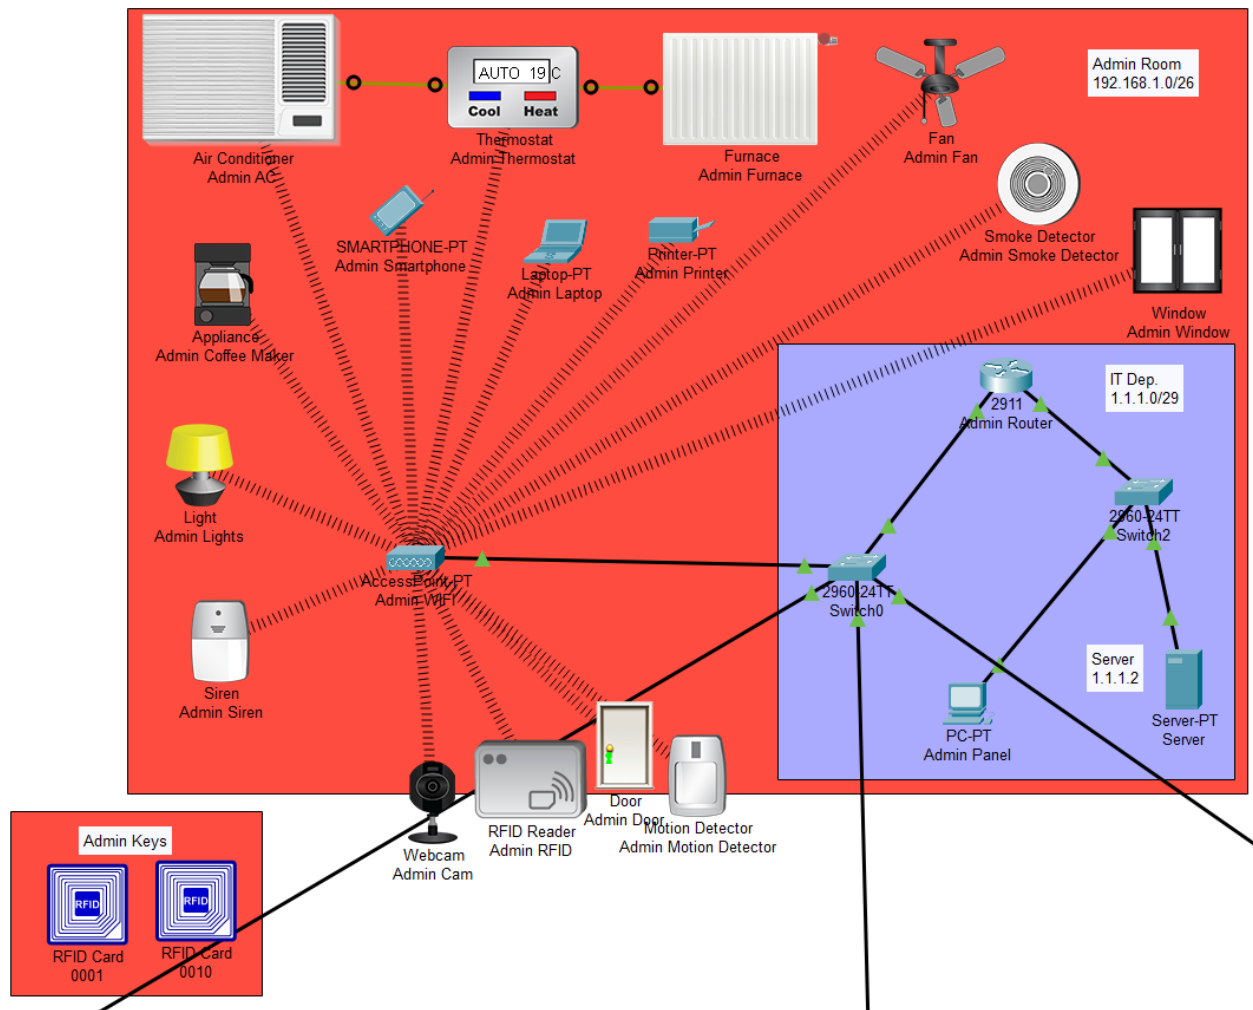 AUTO 19 C
Cool Heat
Thermostat
Admin Thermostat
Air Conditioner
Admin AC
Furnace
Admin Furnace
Fan
Admin Fan
Admin Room
192.168.1.0/26
SMARTPHONE-PT
Admin Smartphone
Laptop-PT
Admin Laptop
Printer-PT
Admin Printer
Smoke Detector
Admin Smoke Detector
Window
Admin Window
Appliance
Admin Coffee Maker
2911
Admin Router
IT Dep.
1.1.1.0/29
Light
Admin Lights
2960-24TT
Switch2
AccessPoint-PT
Admin WIFI
2960-24TT
Switch0
Siren
Admin Siren
Server
1.1.1.2
PC-PT
Admin Panel
Server-PT
Server
Door
Admin Door
Motion Detector
Admin Motion Detector
RFID Reader
Admin RFID
Webcam
Admin Cam
Admin Keys
RFID
RFID
RFID Card
0001
RFID Card
0010